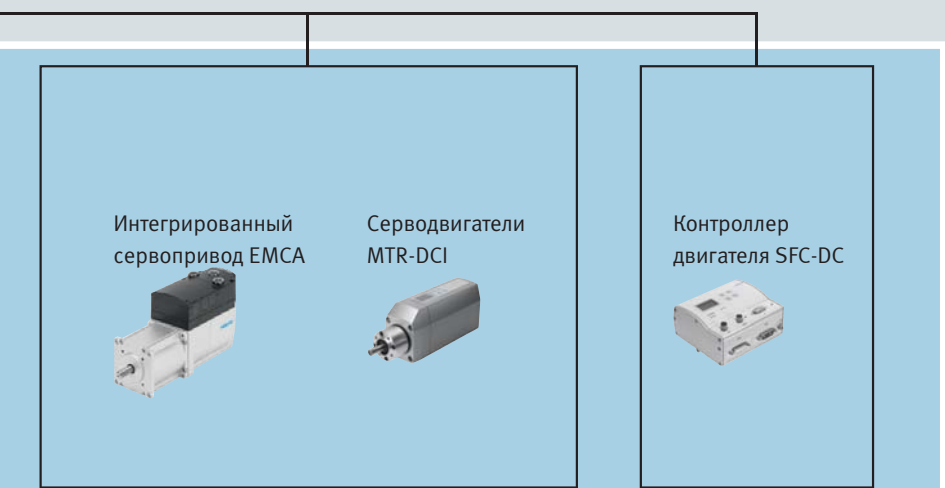 Интегрированный
сервопривод EMCA
Серводвигатели
MTR-DCI
Контроллер
двигателя SFC-DC